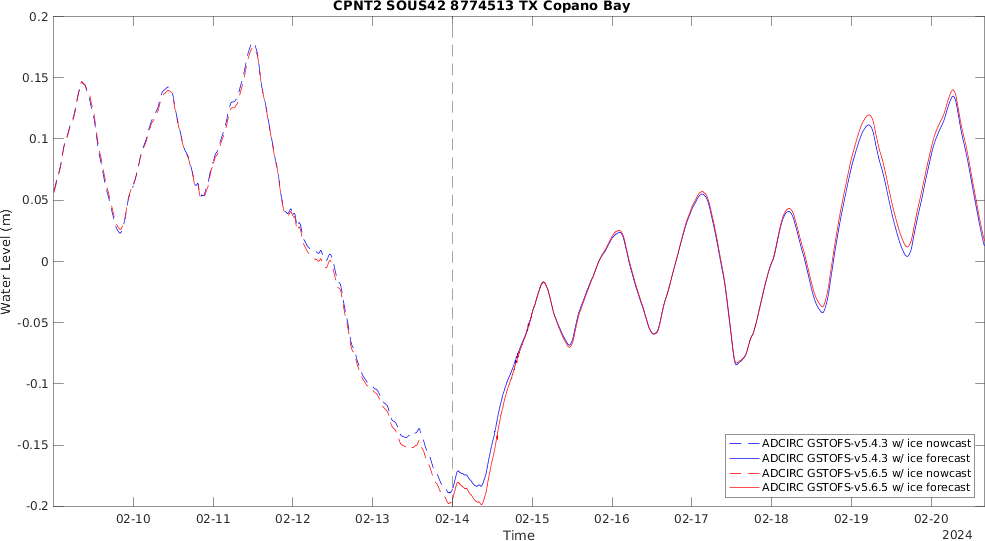 CPNT2 SOUS42 8774513 TX Copano Bay
0.2
0.15
0.1
0.05
0
-0.05
-0.1
-0.15
-0.2
Water Level (m)
ADCIRC GSTOFS-v5.4.3 w/ ice nowcast
ADCIRC GSTOFS-v5.4.3 w/ ice forecast
ADCIRC GSTOFS-v5.6.5 w/ ice nowcast
ADCIRC GSTOFS-v5.6.5 w/ ice forecast
02-10 02-11 02-12 02-13 02-14 02-15 02-16 02-17 02-18 02-19 02-20
Time
2024